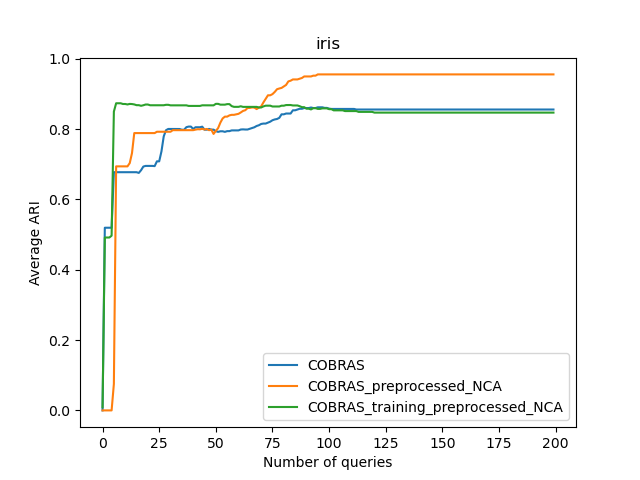 iris
1.0
0.8
0.6
0.4
0.2
0.0
Average ARI
COBRAS
COBRAS_preprocessed_NCA
COBRAS_training_preprocessed_NCA
0 25 50 75 100 125 150 175 200
Number of queries